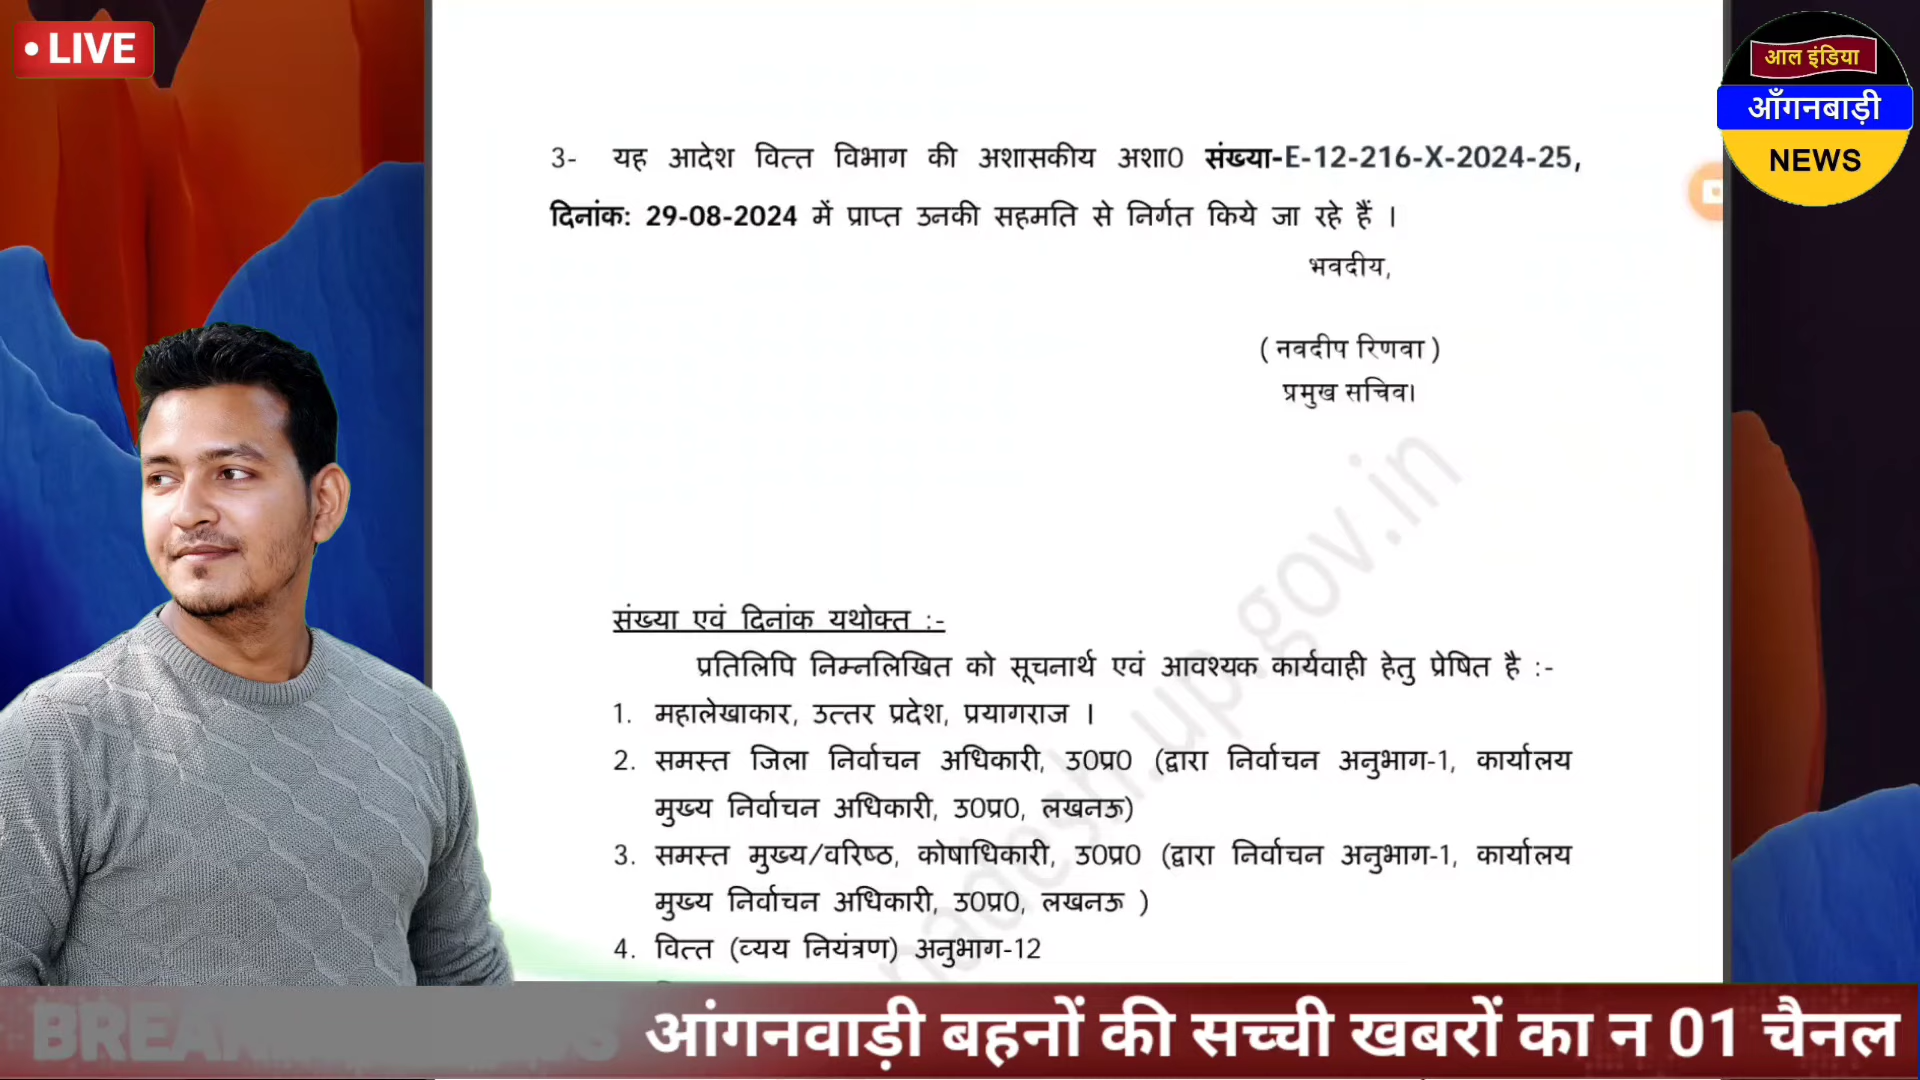 • LIVE
आल इंडिया
आँगनबाड़ी
NEWS
3- यह आदेश वित्त विभाग की अशासकीय अशा0 संख्या-E-12-216-X-2024-25,
दिनांक: 29-08-2024 में प्राप्त उनकी सहमति से निर्गत किये जा रहे हैं ।
भवदीय,
( नवदीप रिणवा )
प्रमुख सचिव।
संख्या एवं दिनांक यथोक्त :-
प्रतिलिपि निम्नलिखित को सूचनार्थ एवं आवश्यक कार्यवाही हेतु प्रेषित है :-
1. महालेखाकार, उत्तर प्रदेश, प्रयागराज ।
2. समस्त जिला निर्वाचन अधिकारी, उ0प्र0 (द्वारा निर्वाचन अनुभाग-1, कार्यालय
मुख्य निर्वाचन अधिकारी, उ0प्र0, लखनऊ)
3. समस्त मुख्य/वरिष्ठ, कोषाधिकारी, उ0प्र0 (द्वारा निर्वाचन अनुभाग-1, कार्यालय
मुख्य निर्वाचन अधिकारी, उ0प्र0, लखनऊ )
4. वित्त (व्यय नियंत्रण) अनुभाग-12
adesh.up.gov.in
आंगनवाड़ी बहनों की सच्ची खबरों का न 01 चैनल